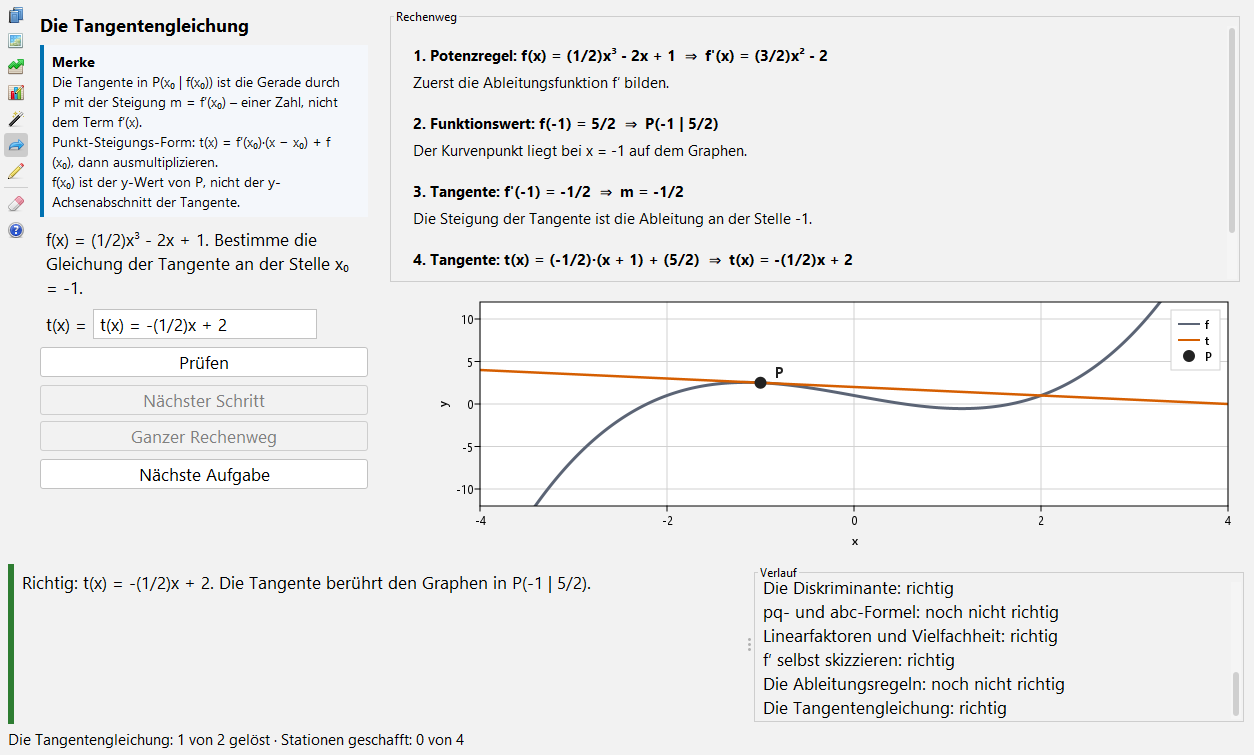 Die Tangentengleichung
Merke
Die Tangente in P(x₀ | f(x₀)) ist die Gerade durch
P mit der Steigung m = f′(x₀) – einer Zahl, nicht
dem Term f′(x).
Punkt-Steigungs-Form: t(x) = f′(x₀)·(x − x₀) + f
(x₀), dann ausmultiplizieren.
f(x₀) ist der y-Wert von P, nicht der y-
Achsenabschnitt der Tangente.
f(x) = (1/2)x³ - 2x + 1. Bestimme die
Gleichung der Tangente an der Stelle x₀
= -1.
t(x) = t(x) = -(1/2)x + 2
Prüfen
Nächster Schritt
Ganzer Rechenweg
Nächste Aufgabe
Rechenweg
1. Potenzregel: f(x) = (1/2)x³ - 2x + 1 ⇒ f′(x) = (3/2)x² - 2
Zuerst die Ableitungsfunktion f′ bilden.
2. Funktionswert: f(-1) = 5/2 ⇒ P(-1 | 5/2)
Der Kurvenpunkt liegt bei x = -1 auf dem Graphen.
3. Tangente: f′(-1) = -1/2 ⇒ m = -1/2
Die Steigung der Tangente ist die Ableitung an der Stelle -1.
4. Tangente: t(x) = (-1/2)·(x + 1) + (5/2) ⇒ t(x) = -(1/2)x + 2
10
5
0
-5
-10
y
-4
-2
0
2
4
x
P
f
t
P
Richtig: t(x) = -(1/2)x + 2. Die Tangente berührt den Graphen in P(-1 | 5/2).
Verlauf
Die Diskriminante: richtig
pq- und abc-Formel: noch nicht richtig
Linearfaktoren und Vielfachheit: richtig
f′ selbst skizzieren: richtig
Die Ableitungsregeln: noch nicht richtig
Die Tangentengleichung: richtig
Die Tangentengleichung: 1 von 2 gelöst · Stationen geschafft: 0 von 4